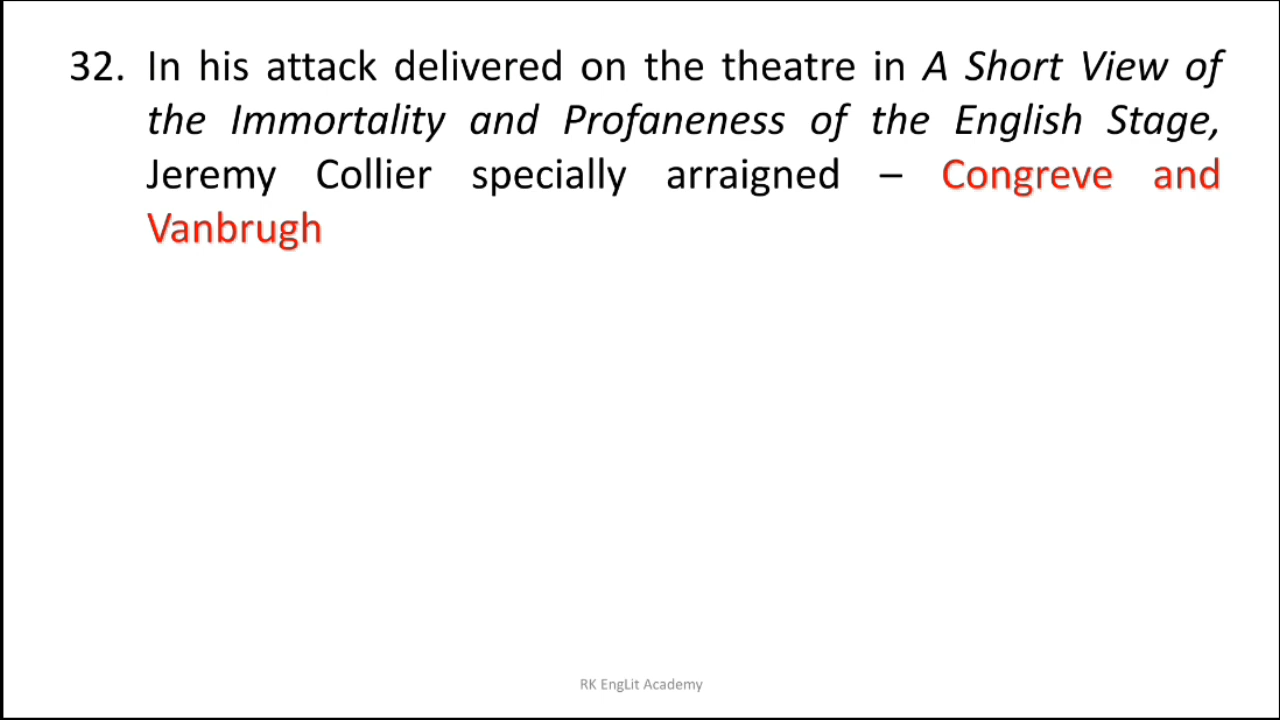 32. In his attack delivered on the theatre in A Short View of
the Immortality and Profaneness of the English Stage,
Jeremy Collier specially arraigned – Congreve and
Vanbrugh
RK EngLit Academy